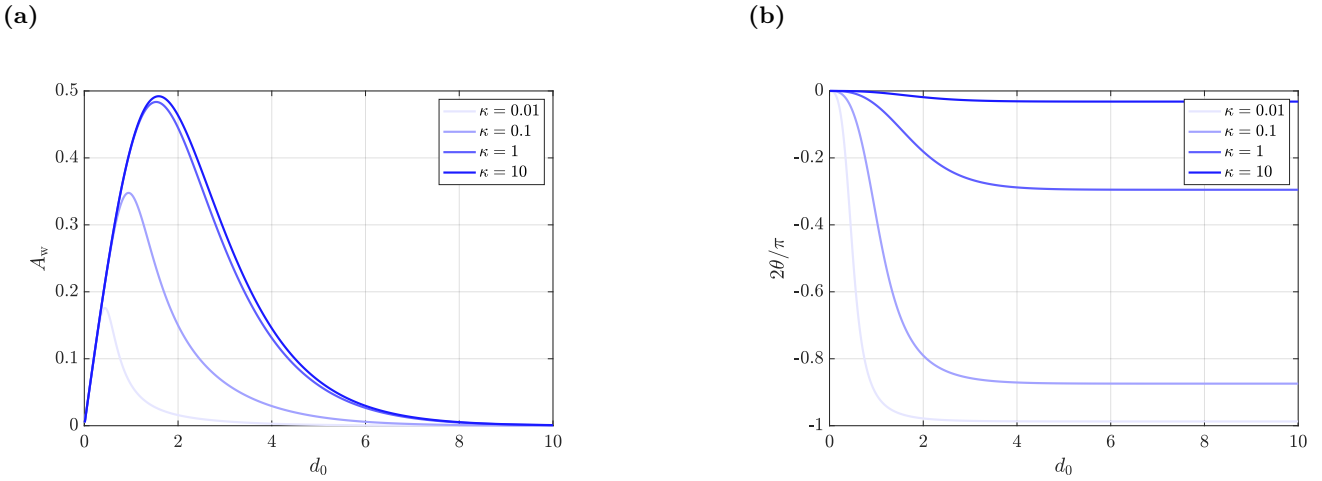 (a)
0.5
0.4
0.3
0.2
0.1
0
0 2 4 6 8 10
A_w
d_0
κ = 0.01
κ = 0.1
κ = 1
κ = 10
(b)
0
-0.2
-0.4
-0.6
-0.8
-1
0 2 4 6 8 10
2θ/π
d_0
κ = 0.01
κ = 0.1
κ = 1
κ = 10